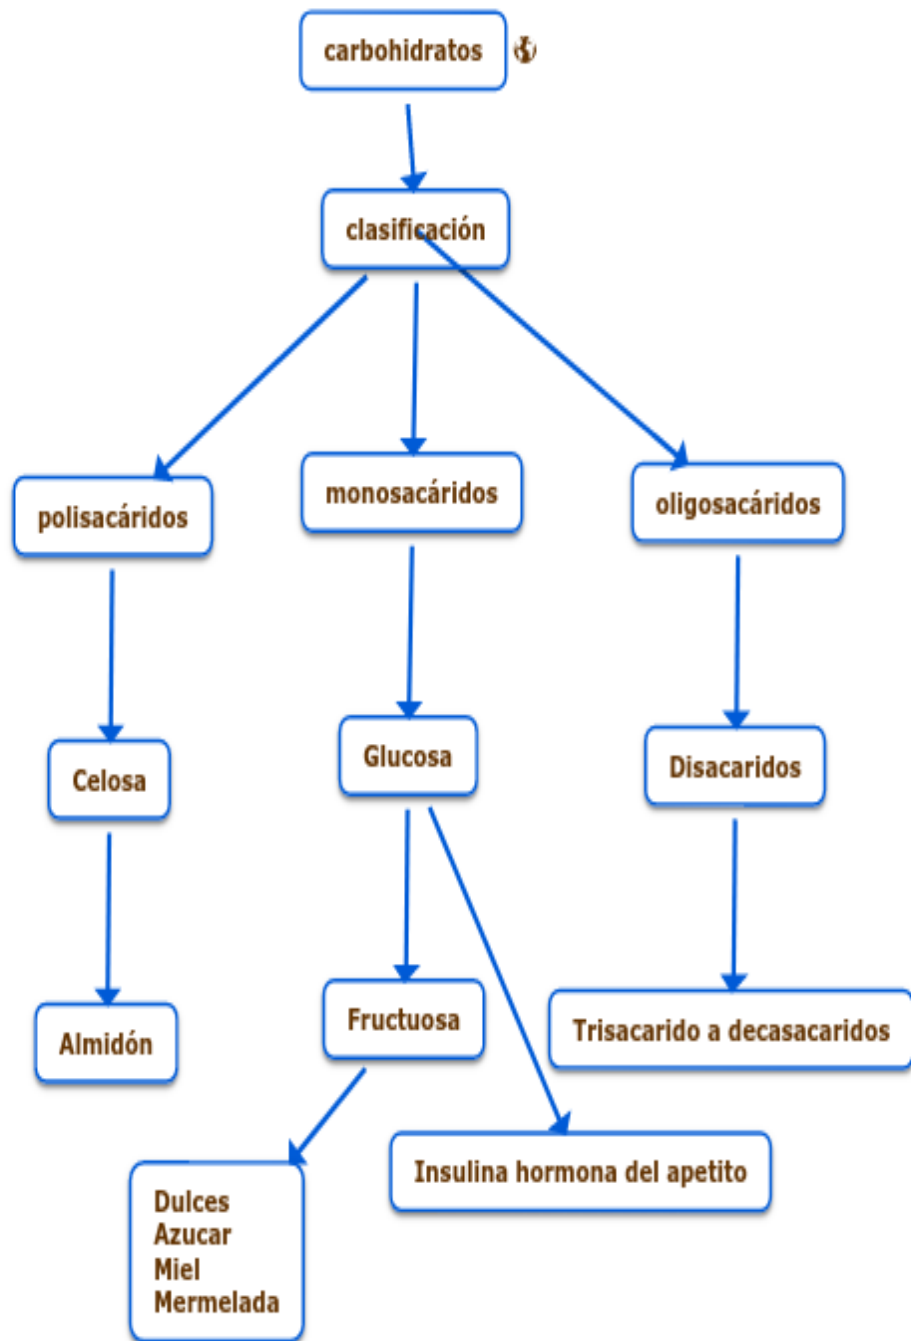 carbohidratos
clasificación
polisacáridos
monosacáridos
oligosacáridos
Celosa
Glucosa
Disacaridos
Almidón
Fructuosa
Trisacarido a decasacaridos
Insulina hormona del apetito
Dulces
Azucar
Miel
Mermelada